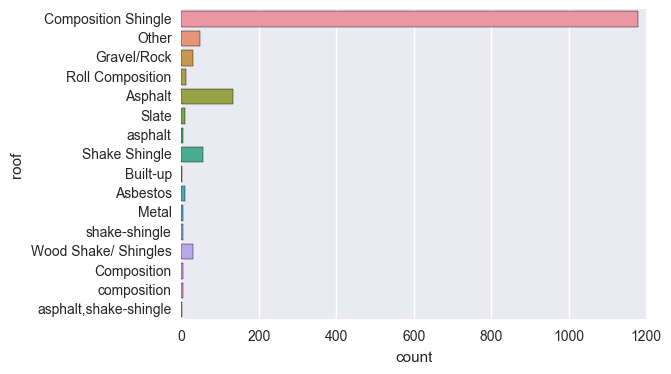 Composition Shingle
Other
Gravel/Rock
Roll Composition
Asphalt
Slate
asphalt
Shake Shingle
Built-up
Asbestos
Metal
shake-shingle
Wood Shake/ Shingles
Composition
composition
asphalt,shake-shingle
roof
0 200 400 600 800 1000 1200
count